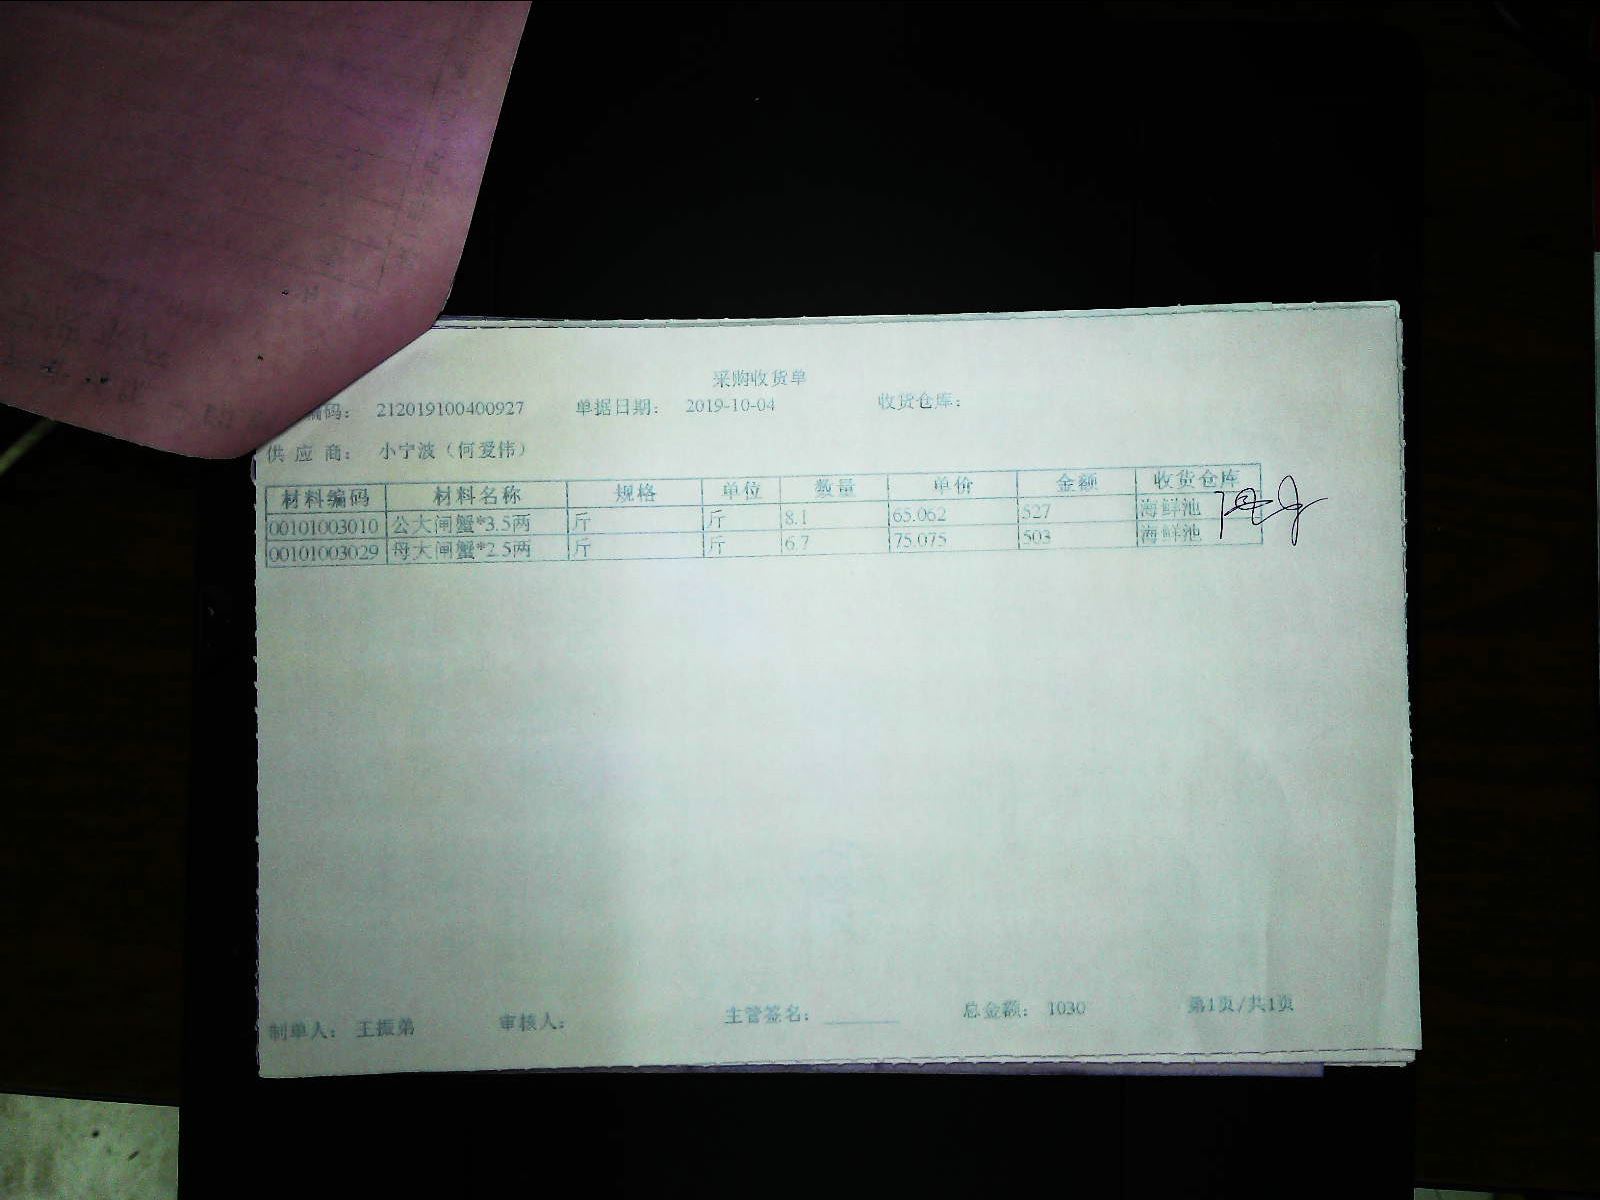 采购收货单
编码： 212019100400927 单据日期： 2019-10-04 收货仓库：
供 应 商： 小宁波（何爱伟）
材料编码 材料名称 规格 单位 数量 单价 金额 收货仓库
00101003010 公大闸蟹*3.5两 斤 斤 8.1 65.062 527 海鲜池
00101003029 母大闸蟹*2.5两 斤 斤 6.7 75.075 503 海鲜池
制单人： 王振弟 审核人： 主管签名： 总金额： 1030 第1页/共1页